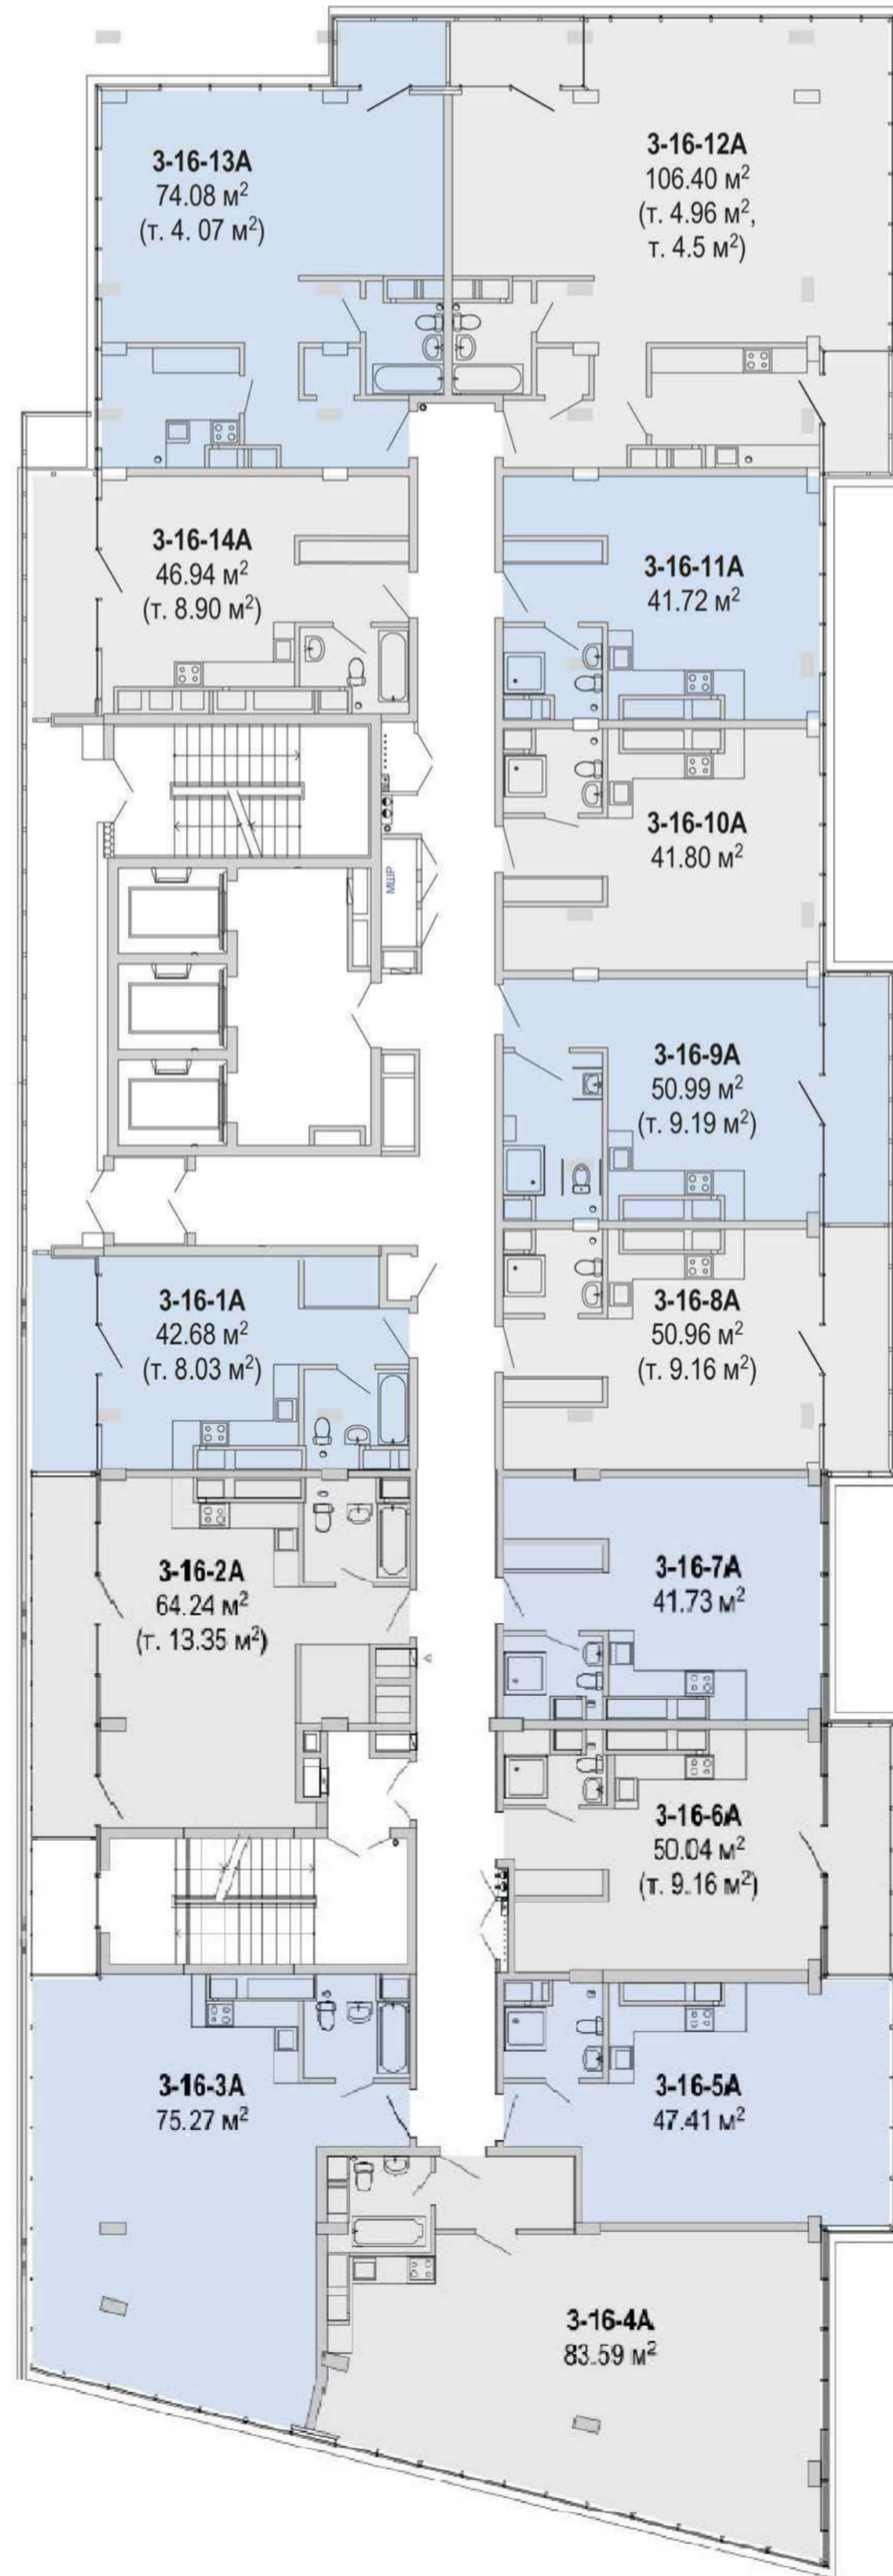 3-16-13А
74.08 м²
(т. 4. 07 м²)
3-16-12А
106.40 м²
(т. 4.96 м²,
т. 4.5 м²)
3-16-14А
46.94 м²
(т. 8.90 м²)
3-16-11А
41.72 м²
3-16-10А
41.80 м²
МШР
3-16-9А
50.99 м²
(т. 9.19 м²)
3-16-1А
42.68 м²
(т. 8.03 м²)
3-16-8А
50.96 м²
(т. 9.16 м²)
3-16-2А
64.24 м²
(т. 13.35 м²)
3-16-7А
41.73 м²
3-16-6А
50.04 м²
(т. 9.16 м²)
3-16-3А
75.27 м²
3-16-5А
47.41 м²
3-16-4А
83.59 м²